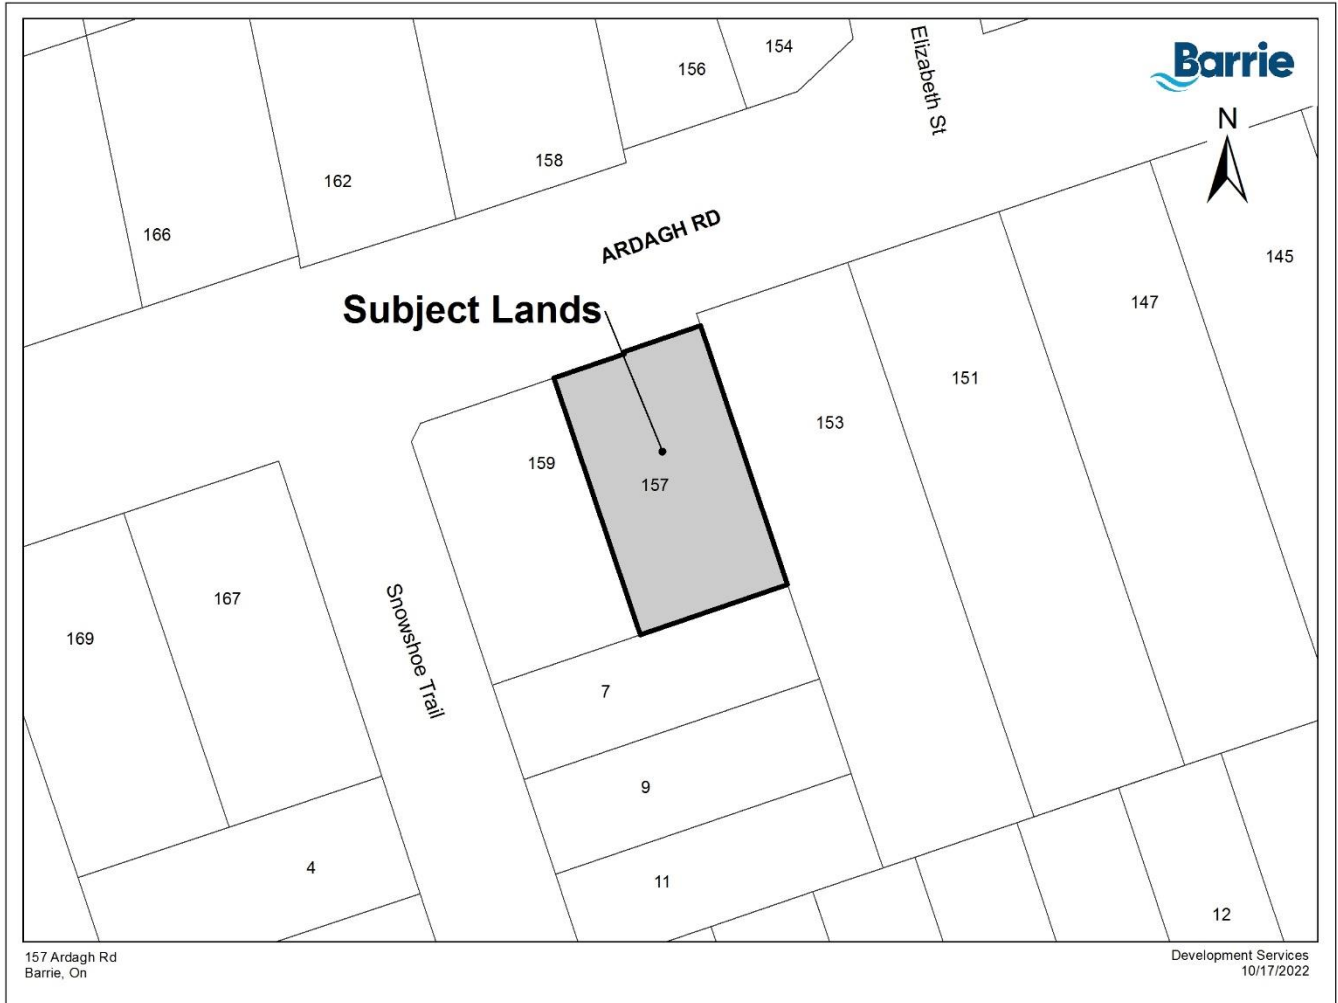 154
156
Elizabeth St
Barrie
N
158
162
166
ARDAGH RD
145
147
Subject Lands
151
153
159
157
167
169
Snowshoe Trail
7
9
4
11
12
157 Ardagh Rd
Barrie, On
Development Services
10/17/2022